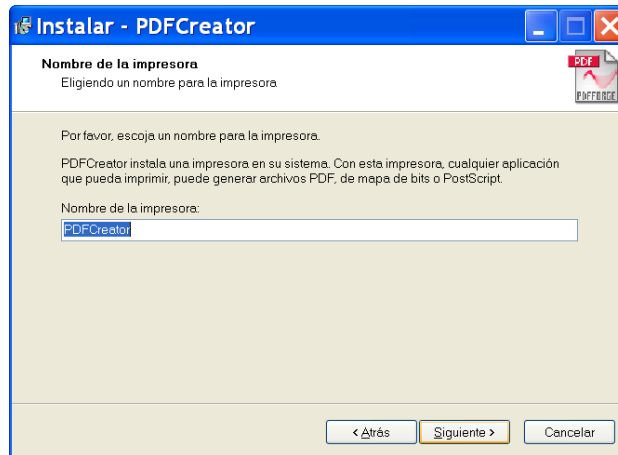 Instalar - PDFCreator
Nombre de la impresora
Eligiendo un nombre para la impresora
PDF
PDFFORGE
Por favor, escoja un nombre para la impresora.
PDFCreator instala una impresora en su sistema. Con esta impresora, cualquier aplicación
que pueda imprimir, puede generar archivos PDF, de mapa de bits o PostScript.
Nombre de la impresora:
PDFCreator
< Atrás
Siguiente >
Cancelar